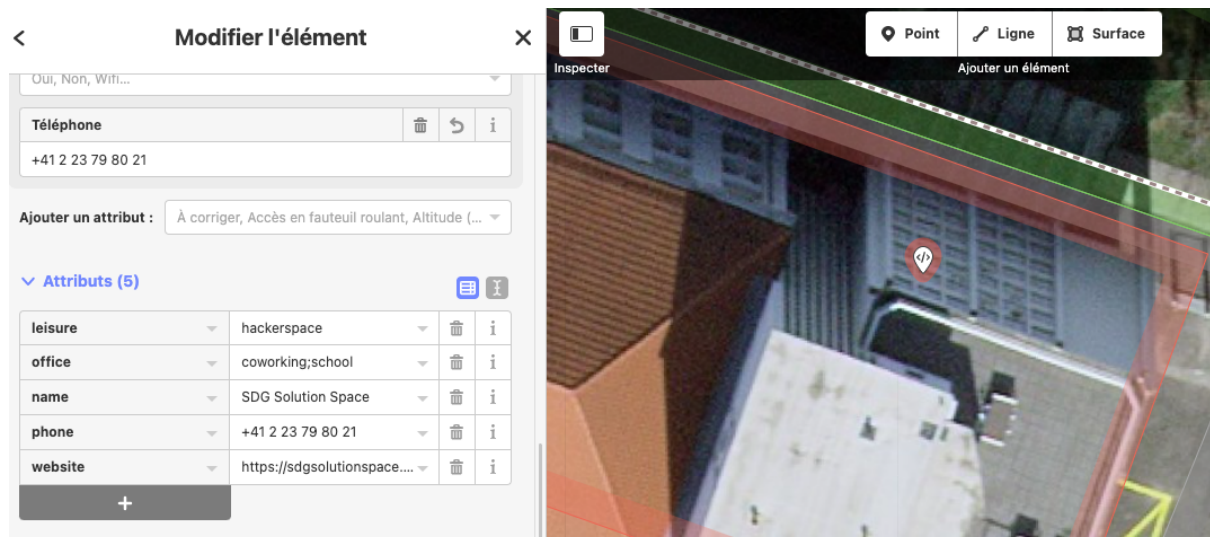 Modifier l'élément
Oui, Non, Wifi...
Téléphone
+41 2 23 79 80 21
Ajouter un attribut :
À corriger, Accès en fauteuil roulant, Altitude (...
Attributs (5)
leisure hackerspace
office coworking;school
name SDG Solution Space
phone +41 2 23 79 80 21
website https://sdgsolutionspace....
+
Inspecter
Point
Ligne
Surface
Ajouter un élément